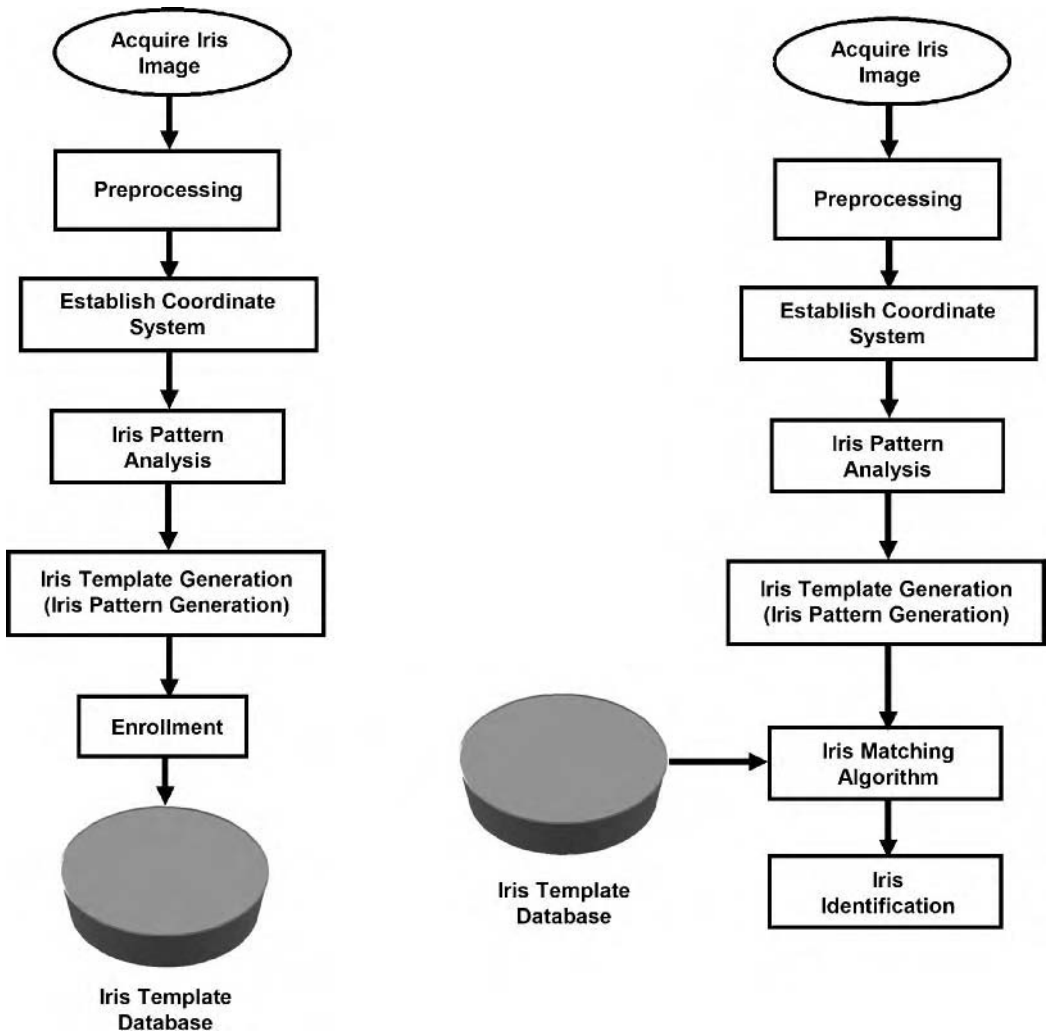 Acquire Iris
Image
Preprocessing
Establish Coordinate
System
Iris Pattern
Analysis
Iris Template Generation
(Iris Pattern Generation)
Enrollment
Iris Template
Database
Acquire Iris
Image
Preprocessing
Establish Coordinate
System
Iris Pattern
Analysis
Iris Template Generation
(Iris Pattern Generation)
Iris Matching
Algorithm
Iris Template
Database
Iris
Identification